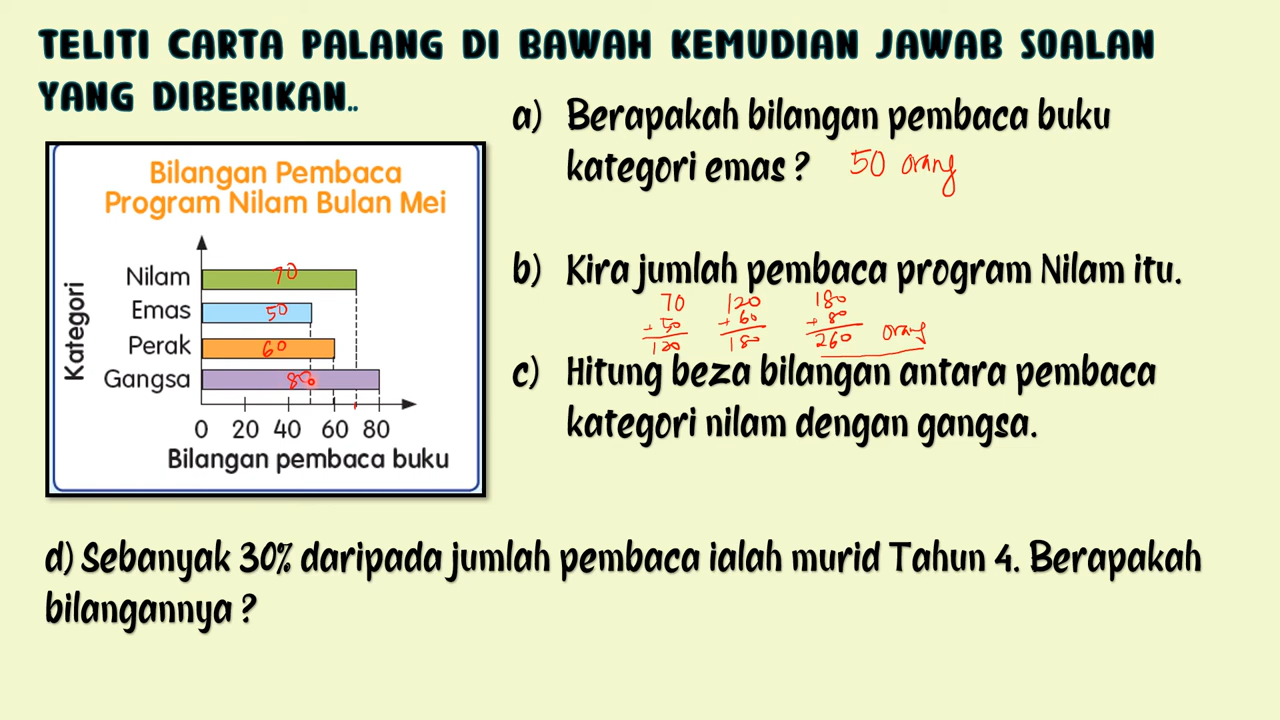 TELITI CARTA PALANG DI BAWAH KEMUDIAN JAWAB SOALAN
YANG DIBERIKAN..
Bilangan Pembaca
Program Nilam Bulan Mei
Kategori
Nilam 70
Emas 50
Perak 60
Gangsa 80
0 20 40 60 80
Bilangan pembaca buku
a) Berapakah bilangan pembaca buku
kategori emas ? 50 orang
b) Kira jumlah pembaca program Nilam itu.
70 120 180
+ 50 + 60 + 80
120 180 260 orang
c) Hitung beza bilangan antara pembaca
kategori nilam dengan gangsa.
d) Sebanyak 30% daripada jumlah pembaca ialah murid Tahun 4. Berapakah
bilangannya ?